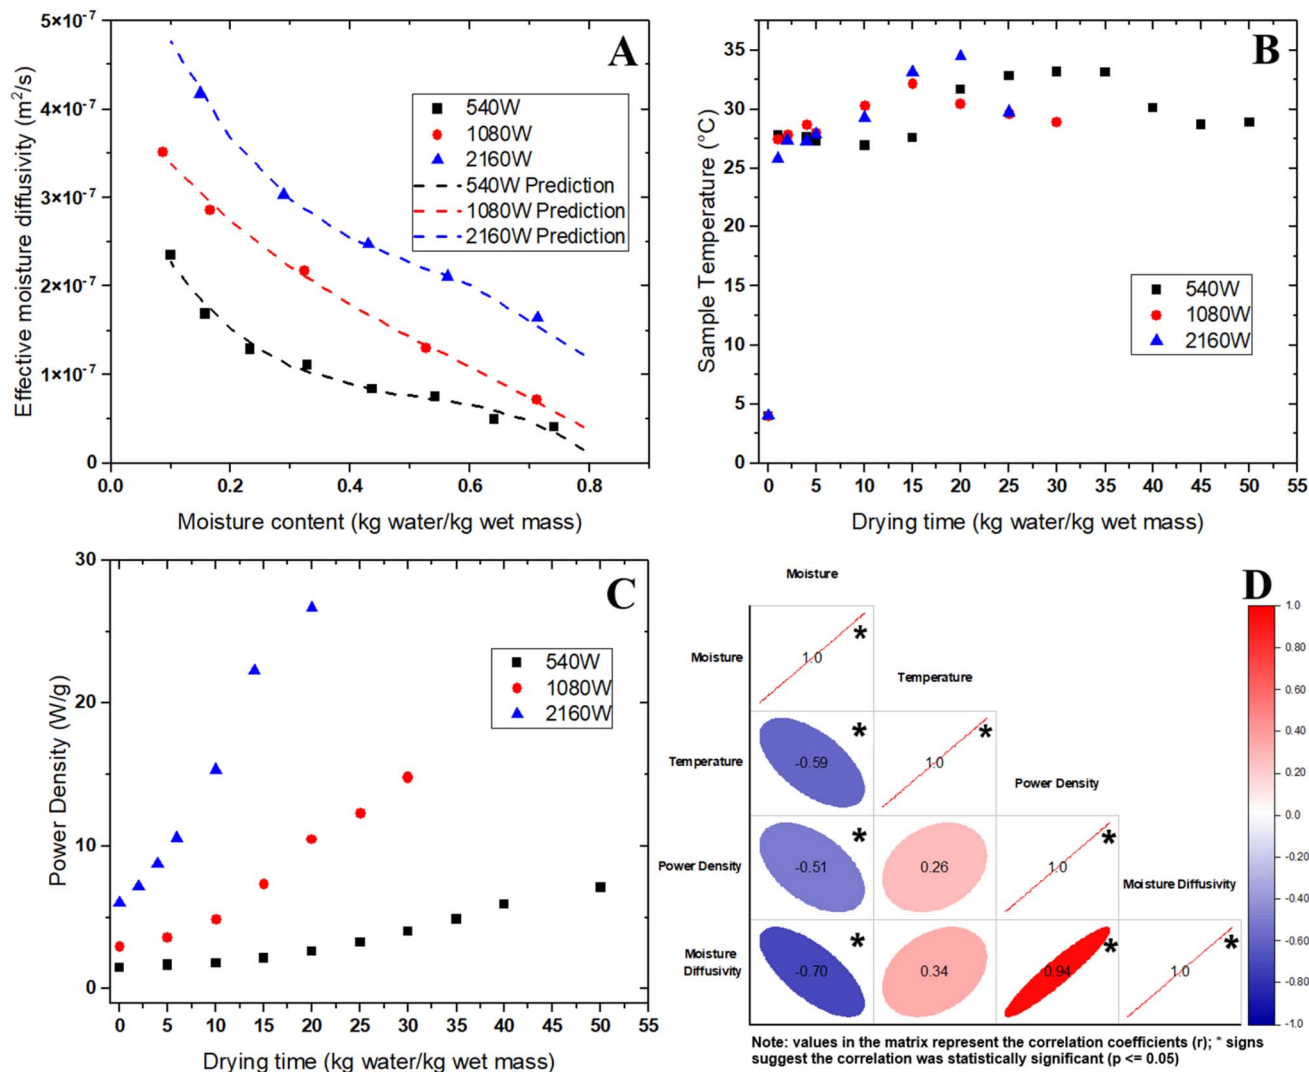 A
5×10⁻⁷
4×10⁻⁷
3×10⁻⁷
2×10⁻⁷
1×10⁻⁷
0
Effective moisture diffusivity (m²/s)
540W
1080W
2160W
540W Prediction
1080W Prediction
2160W Prediction
0.0 0.2 0.4 0.6 0.8
Moisture content (kg water/kg wet mass)
B
35
30
25
20
15
10
5
0
Sample Temperature (°C)
540W
1080W
2160W
0 5 10 15 20 25 30 35 40 45 50 55
Drying time (kg water/kg wet mass)
C
30
20
10
0
Power Density (W/g)
540W
1080W
2160W
0 5 10 15 20 25 30 35 40 45 50 55
Drying time (kg water/kg wet mass)
D
Moisture
Moisture 1.0 *
Temperature
Temperature -0.59 * 1.0 *
Power Density
Power Density -0.51 * 0.26 1.0 *
Moisture Diffusivity
Moisture
Diffusivity -0.70 * 0.34 0.94 * 1.0 *
1.0
0.80
0.60
0.40
0.20
0.0
-0.20
-0.40
-0.60
-0.80
-1.0
Note: values in the matrix represent the correlation coefficients (r); * signs
suggest the correlation was statistically significant (p <= 0.05)